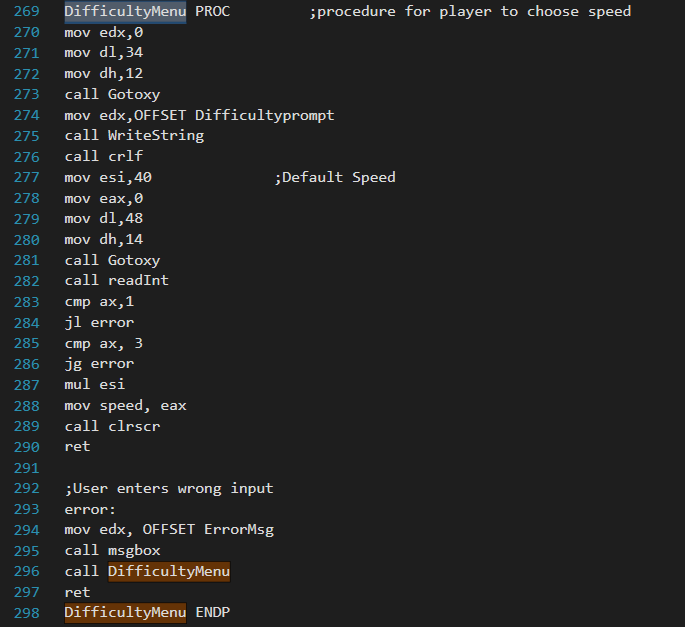 269 DifficultyMenu PROC ;procedure for player to choose speed
270 mov edx,0
271 mov dl,34
272 mov dh,12
273 call Gotoxy
274 mov edx,OFFSET Difficultyprompt
275 call WriteString
276 call crlf
277 mov esi,40 ;Default Speed
278 mov eax,0
279 mov dl,48
280 mov dh,14
281 call Gotoxy
282 call readInt
283 cmp ax,1
284 jl error
285 cmp ax, 3
286 jg error
287 mul esi
288 mov speed, eax
289 call clrscr
290 ret
291
292 ;User enters wrong input
293 error:
294 mov edx, OFFSET ErrorMsg
295 call msgbox
296 call DifficultyMenu
297 ret
298 DifficultyMenu ENDP